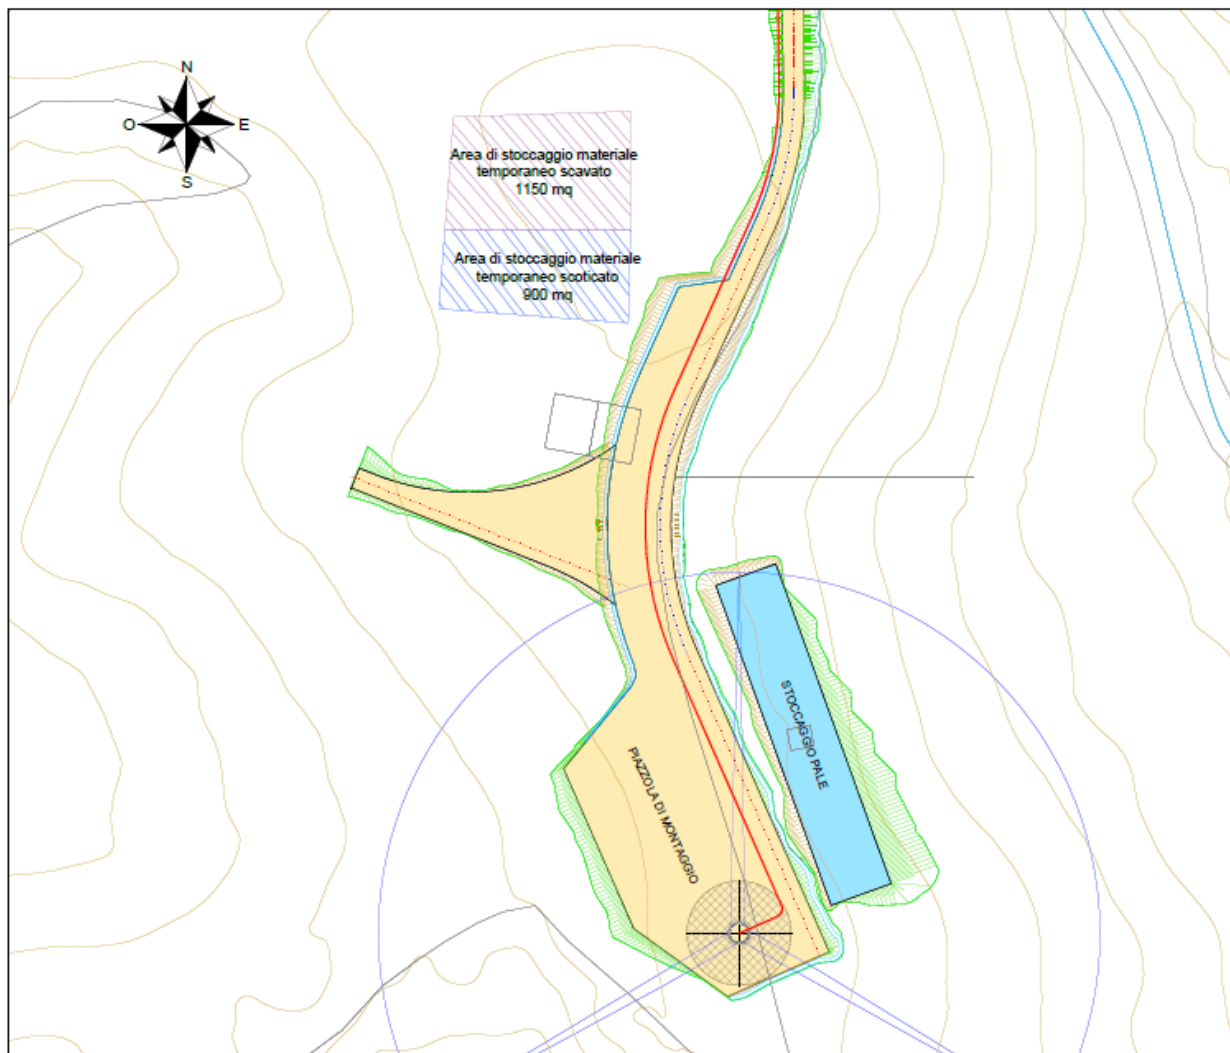 N
O
E
S
Area di stoccaggio materiale
temporaneo scavato
1150 mq
Area di stoccaggio materiale
temporaneo scoticato
900 mq
STOCCAGGIO PALE
PIAZZOLA DI MONTAGGIO